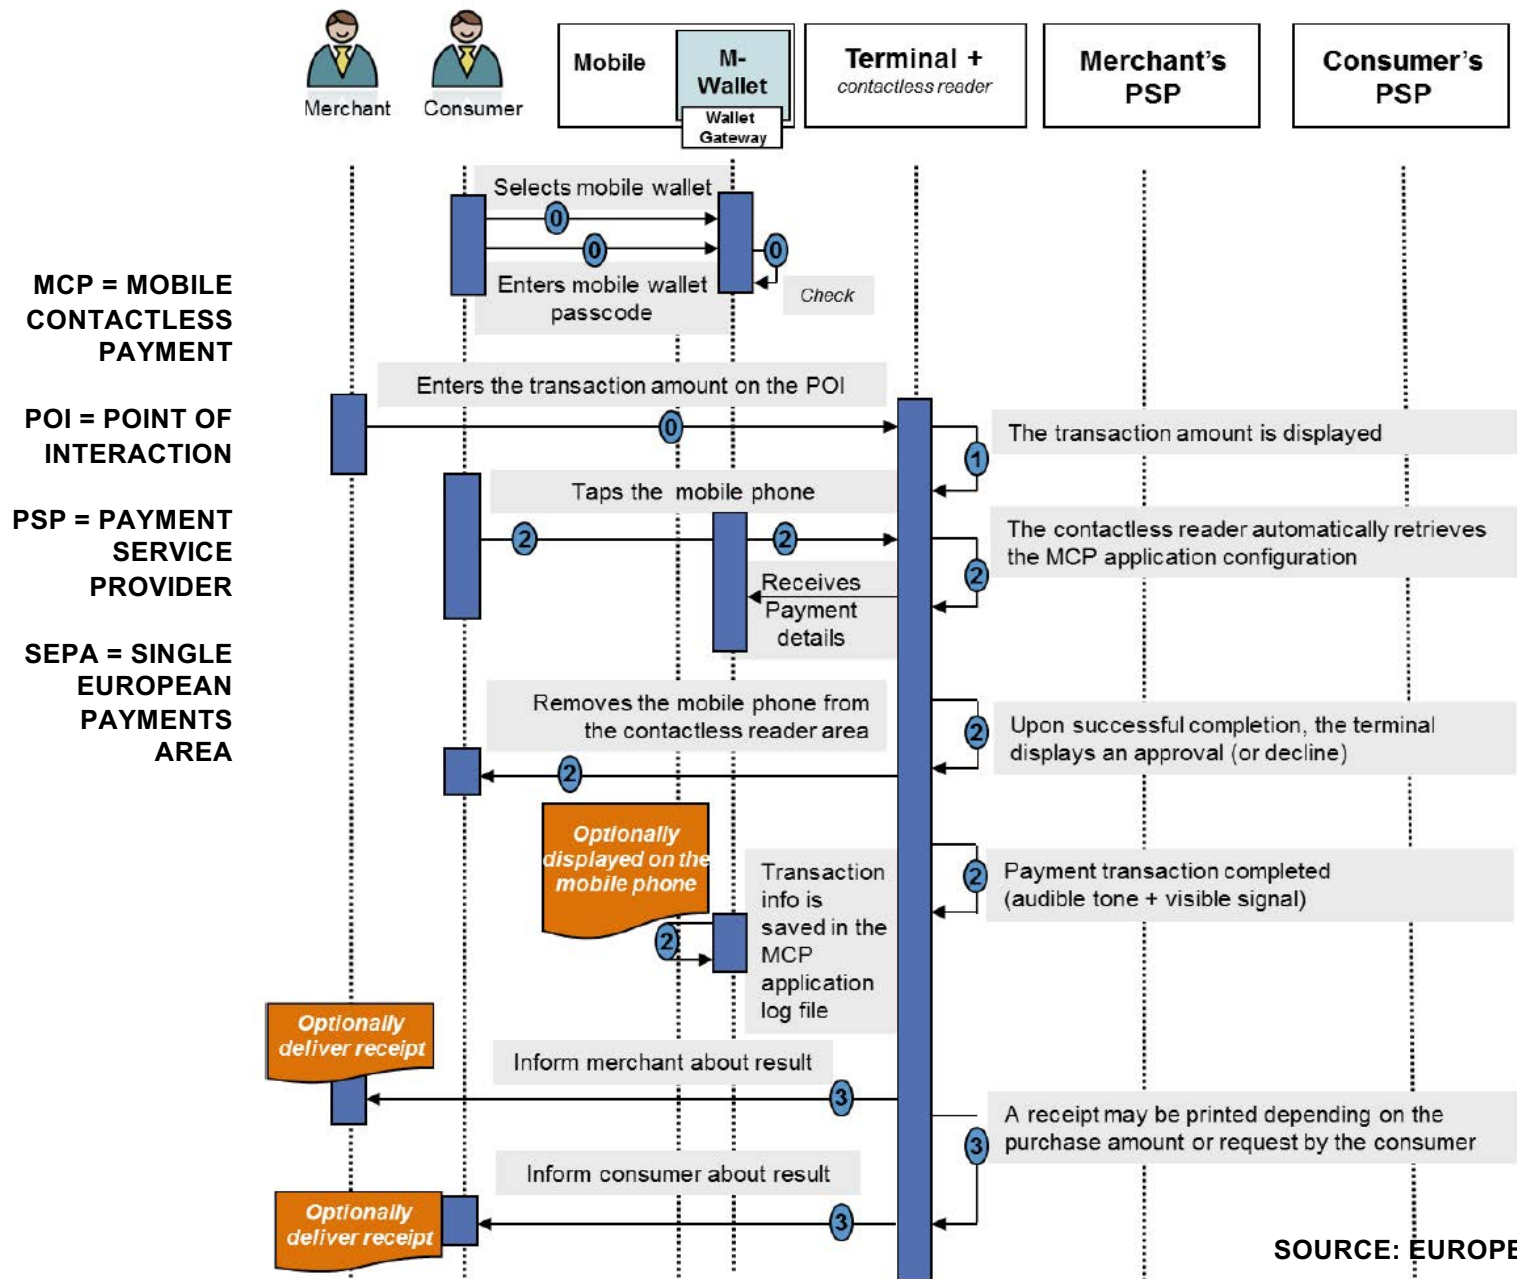 Merchant
Consumer
Mobile
M-
Wallet
Wallet
Gateway
Terminal +
contactless reader
Merchant's
PSP
Consumer's
PSP
MCP = MOBILE
CONTACTLESS
PAYMENT
POI = POINT OF
INTERACTION
PSP = PAYMENT
SERVICE
PROVIDER
SEPA = SINGLE
EUROPEAN
PAYMENTS
AREA
Selects mobile wallet
0
0
0
Enters mobile wallet
passcode
Check
Enters the transaction amount on the POI
0
1
The transaction amount is displayed
Taps the mobile phone
2
2
2
The contactless reader automatically retrieves
the MCP application configuration
Receives
Payment
details
Removes the mobile phone from
the contactless reader area
2
2
Upon successful completion, the terminal
displays an approval (or decline)
Optionally
displayed on the
mobile phone
2
Transaction
info is
saved in the
MCP
application
log file
2
Payment transaction completed
(audible tone + visible signal)
Optionally
deliver receipt
Inform merchant about result
3
3
A receipt may be printed depending on the
purchase amount or request by the consumer
Inform consumer about result
Optionally
deliver receipt
3
SOURCE: EUROPE